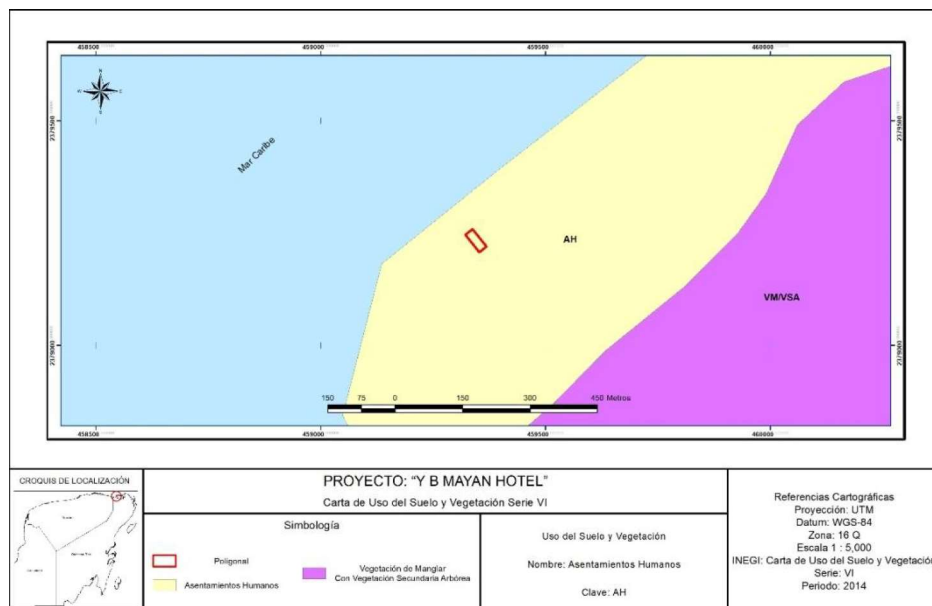 458500
459000
459500
460000
N
Mar Caribe
2379500
2379500
AH
VM/VSA
2379000
2379000
150 75 0 150 300 450 Metros
458500
459000
459500
460000
CROQUIS DE LOCALIZACIÓN
PROYECTO: “Y B MAYAN HOTEL”
Carta de Uso del Suelo y Vegetación Serie VI
Simbología
Poligonal
Asentamientos Humanos
Vegetación de Manglar
Con Vegetación Secundaria Arbórea
Uso del Suelo y Vegetación
Nombre: Asentamientos Humanos
Clave: AH
Referencias Cartográficas
Proyección: UTM
Datum: WGS-84
Zona: 16 Q
Escala 1 : 5,000
INEGI: Carta de Uso del Suelo y Vegetación
Serie: VI
Periodo: 2014